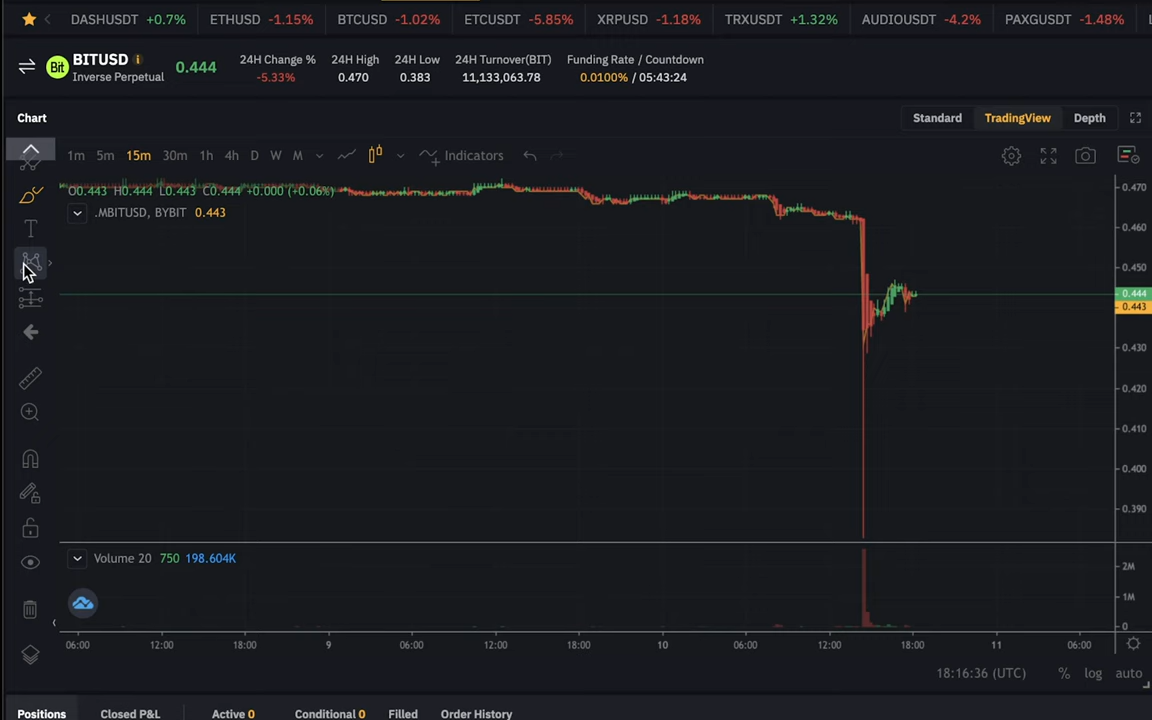 DASHUSDT +0.7% ETHUSD -1.15% BTCUSD -1.02% ETCUSDT -5.85% XRPUSD -1.18% TRXUSDT +1.32% AUDIOUSDT -4.2% PAXGUSDT -1.48%
Bit BITUSD i 0.444 24H Change % 24H High 24H Low 24H Turnover(BIT) Funding Rate / Countdown
Inverse Perpetual -5.33% 0.470 0.383 11,133,063.78 0.0100% / 05:43:24
Chart Standard TradingView Depth
1m 5m 15m 30m 1h 4h D W M Indicators
O0.443 H0.444 L0.443 C0.444 +0.000 (+0.06%)
.MBITUSD, BYBIT 0.443
0.470
0.460
0.450
0.444
0.443
0.430
0.420
0.410
0.400
0.390
Volume 20 750 198.604K
2M
1M
0
06:00 12:00 18:00 9 06:00 12:00 18:00 10 06:00 12:00 18:00 11 06:00
18:16:36 (UTC) % log auto
Positions Closed P&L Active 0 Conditional 0 Filled Order History